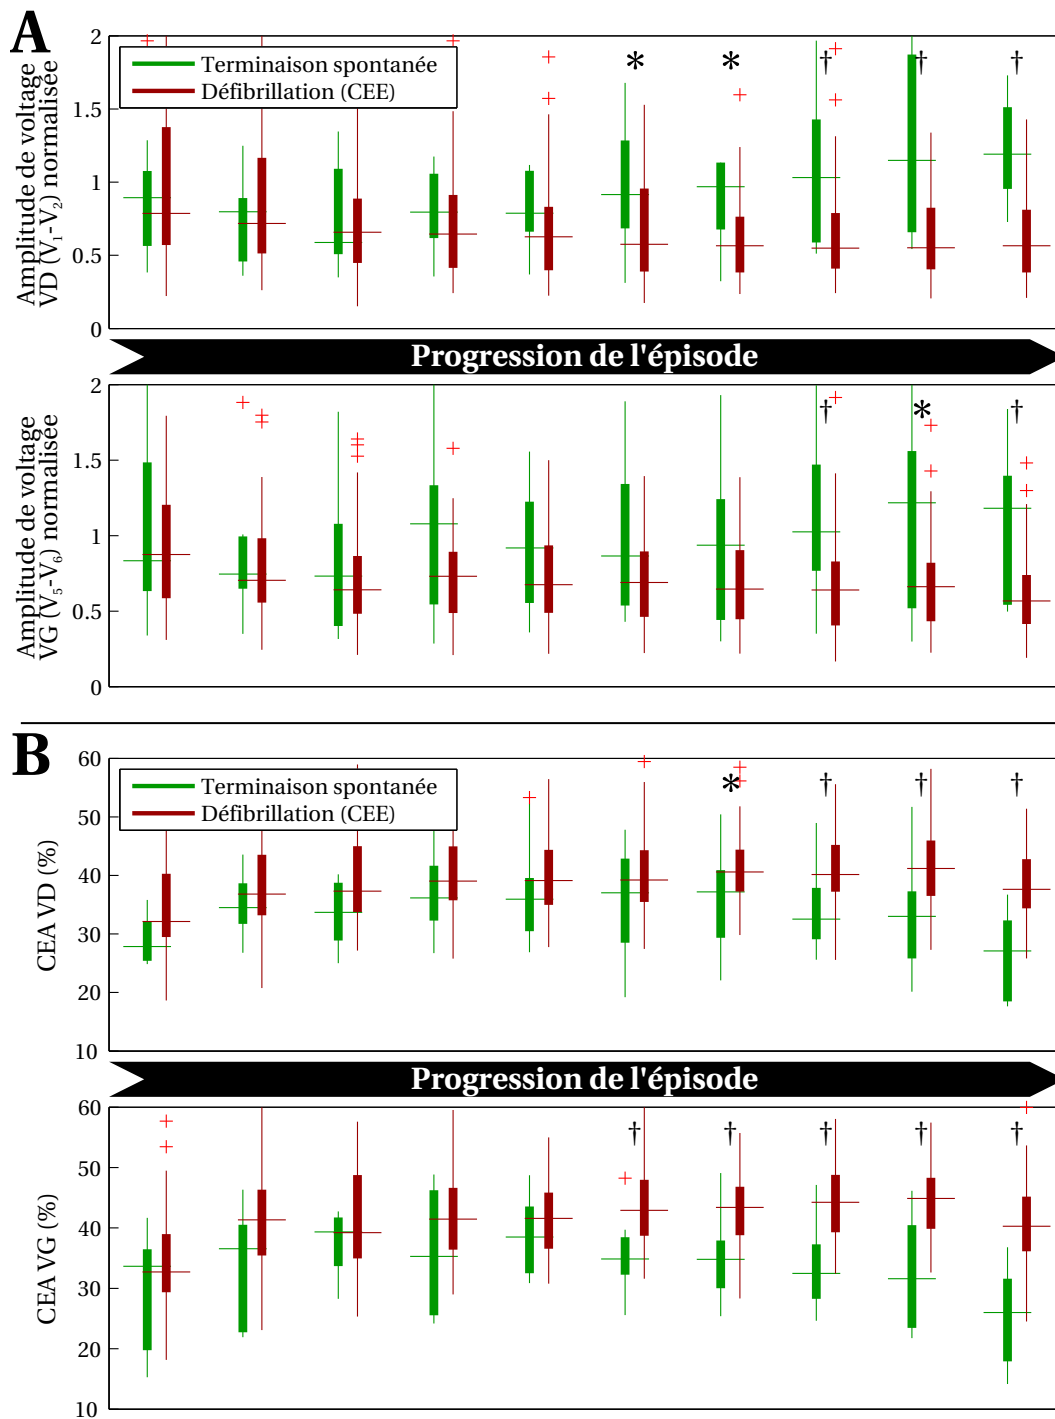 A
Amplitude de voltage
VD (V₁-V₂) normalisée
2
1.5
1
0.5
0
Terminaison spontanée
Défibrillation (CEE)
* * † † †
Progression de l'épisode
Amplitude de voltage
VG (V₅-V₆) normalisée
2
1.5
1
0.5
0
† * †
B
CEA VD (%)
60
50
40
30
20
10
Terminaison spontanée
Défibrillation (CEE)
* † † †
Progression de l'épisode
CEA VG (%)
60
50
40
30
20
10
† † † † †